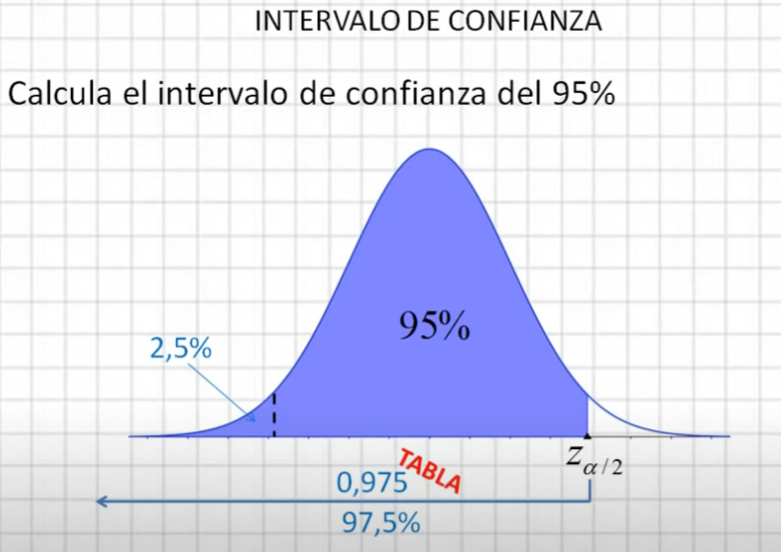 INTERVALO DE CONFIANZA
Calcula el intervalo de confianza del 95%
95%
2,5%
Zα/2
TABLA
0,975
97,5%